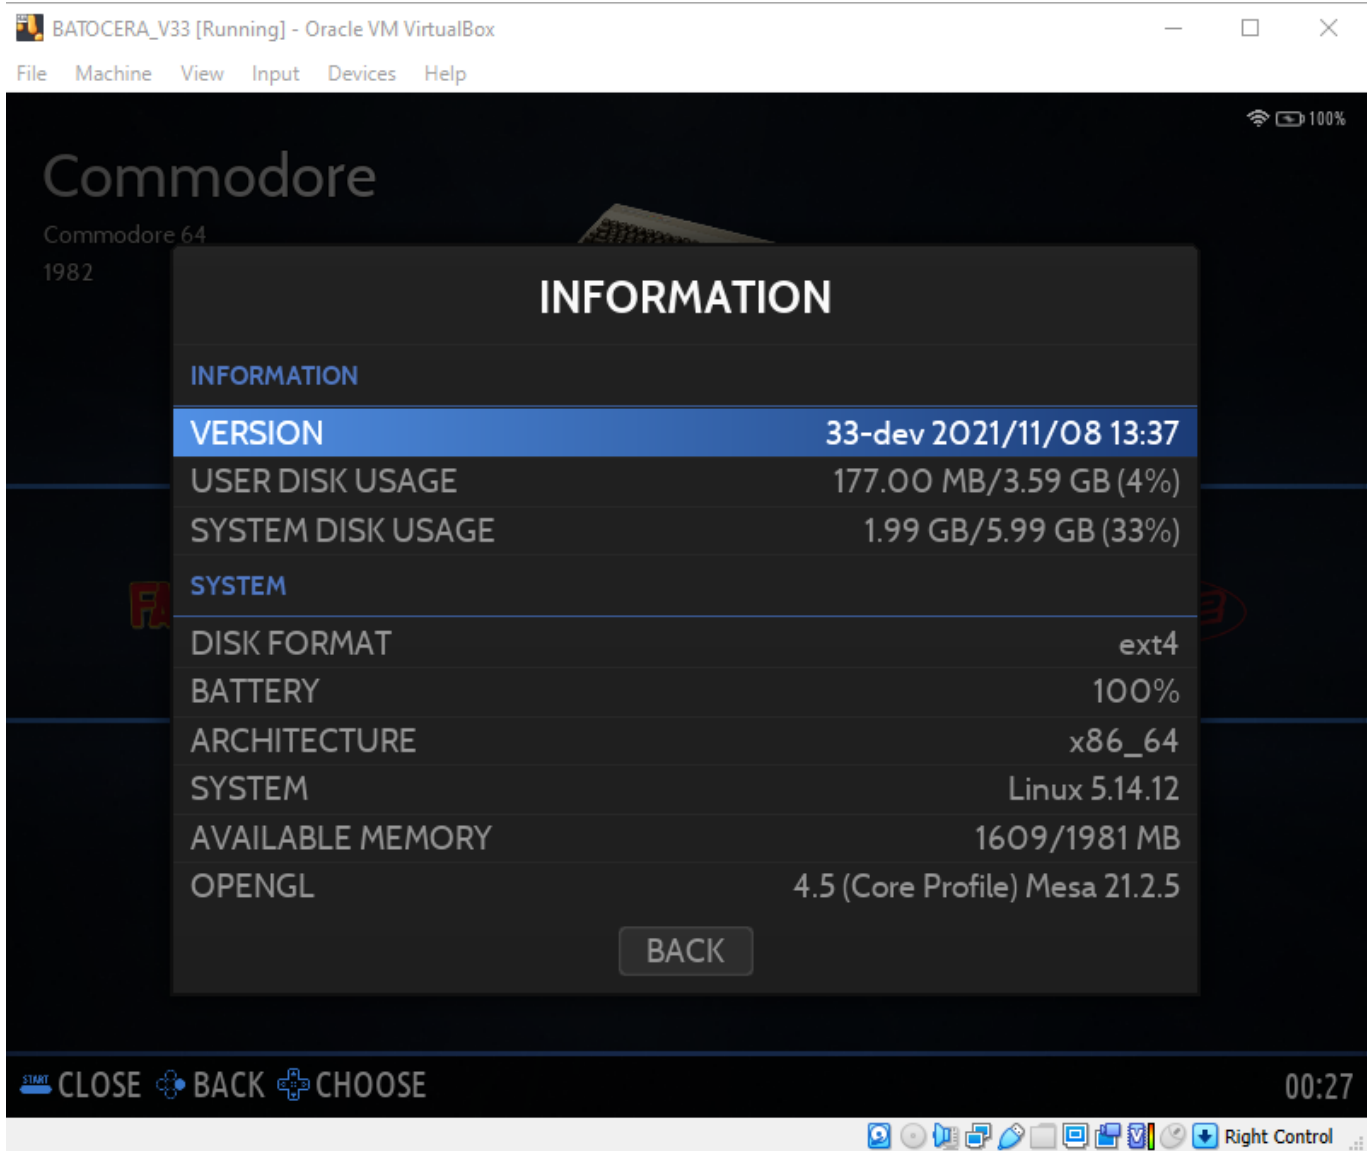 BATOCERA_V33 [Running] - Oracle VM VirtualBox
File Machine View Input Devices Help
100%
Commodore
Commodore 64
1982
INFORMATION
INFORMATION
VERSION 33-dev 2021/11/08 13:37
USER DISK USAGE 177.00 MB/3.59 GB (4%)
SYSTEM DISK USAGE 1.99 GB/5.99 GB (33%)
SYSTEM
DISK FORMAT ext4
BATTERY 100%
ARCHITECTURE x86_64
SYSTEM Linux 5.14.12
AVAILABLE MEMORY 1609/1981 MB
OPENGL 4.5 (Core Profile) Mesa 21.2.5
BACK
START CLOSE BACK CHOOSE 00:27
Right Control